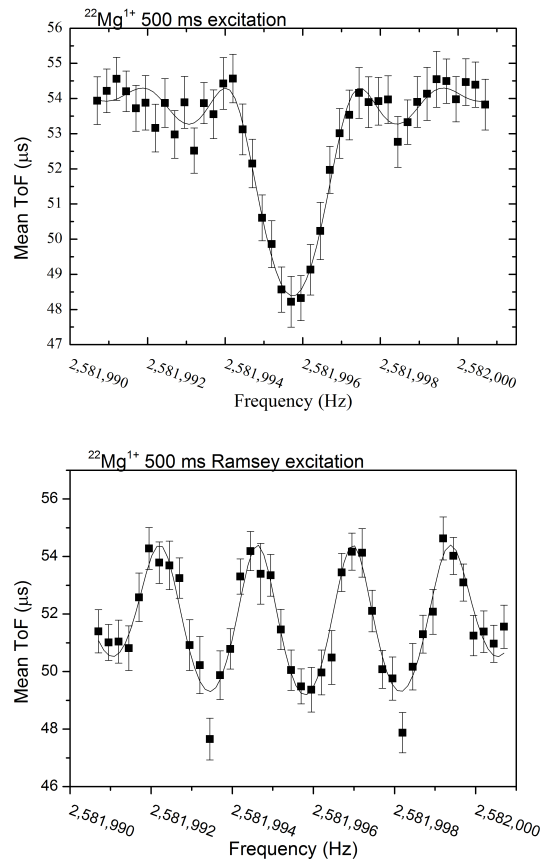 ²²Mg¹⁺ 500 ms excitation
56
55
54
53
52
51
50
49
48
47
Mean ToF (μs)
2,581,990 2,581,992 2,581,994 2,581,996 2,581,998 2,582,000
Frequency (Hz)
²²Mg¹⁺ 500 ms Ramsey excitation
56
54
52
50
48
46
Mean ToF (μs)
2,581,990 2,581,992 2,581,994 2,581,996 2,581,998 2,582,000
Frequency (Hz)